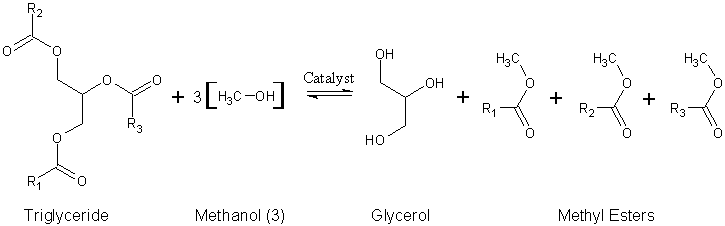 R2
O O
O O
O
R3
O
R1 O
+ 3 [ H3C–OH ]
Catalyst
OH
OH
HO
+
H3C
O
R1
O
+
H3C
O
R2
O
+
H3C
O
R3
O
Triglyceride Methanol (3) Glycerol Methyl Esters